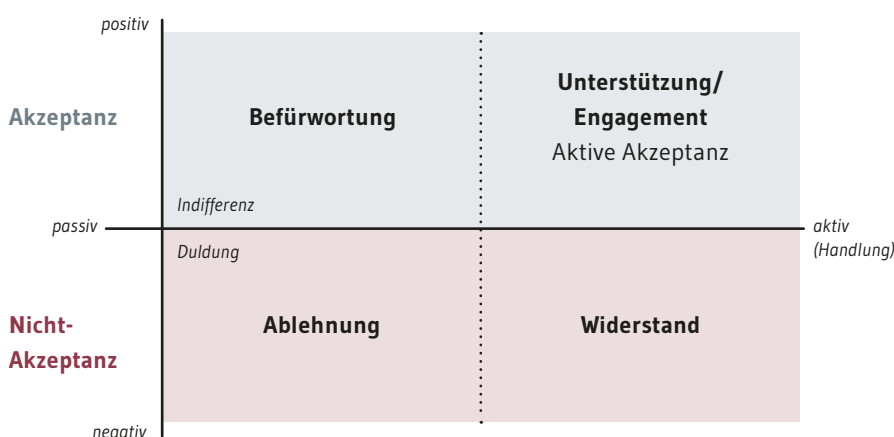 positiv
Akzeptanz
Befürwortung
Unterstützung/
Engagement
Aktive Akzeptanz
Indifferenz
passiv
aktiv
(Handlung)
Duldung
Nicht-
Akzeptanz
Ablehnung
Widerstand
negativ